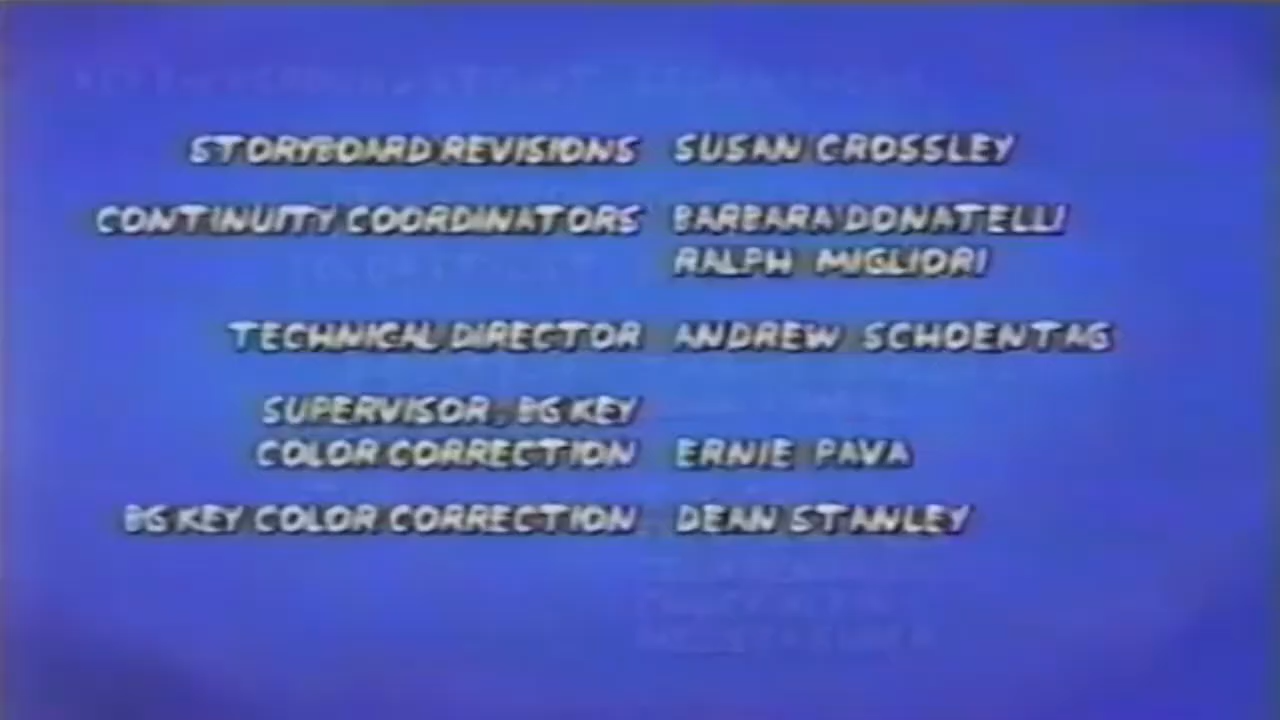 STORYBOARD REVISIONS SUSAN CROSSLEY
CONTINUITY COORDINATORS BARBARA DONATELLI
RALPH MIGLIORI
TECHNICAL DIRECTOR ANDREW SCHOENTAG
SUPERVISOR, BG KEY
COLOR CORRECTION ERNIE PAVA
BG KEY COLOR CORRECTION DEAN STANLEY